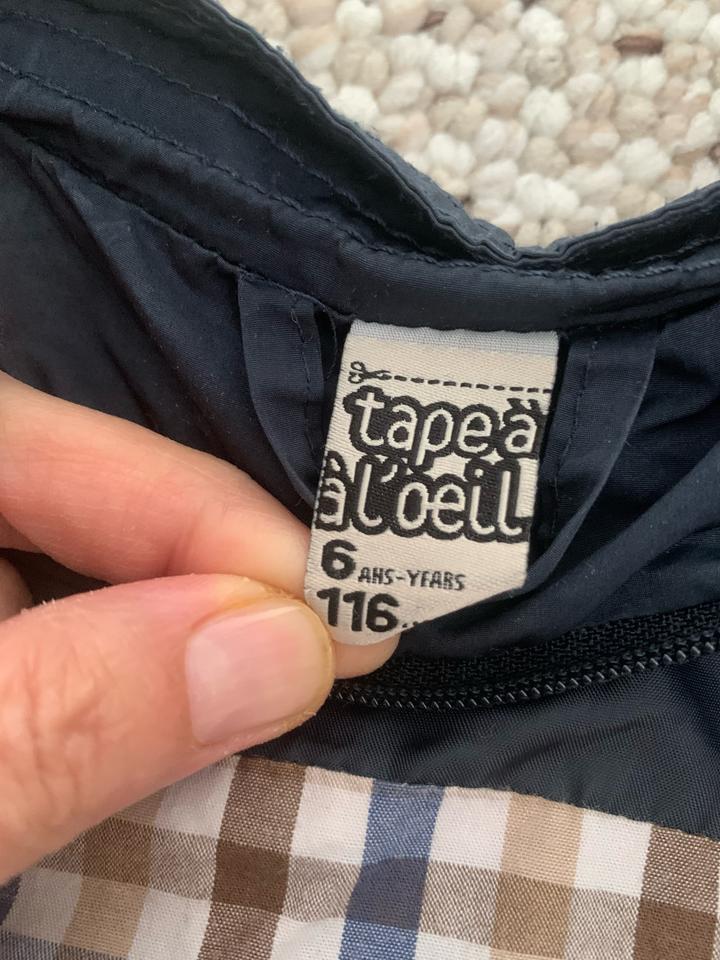 tape à
à l'oeil
6 ANS-YEARS
116